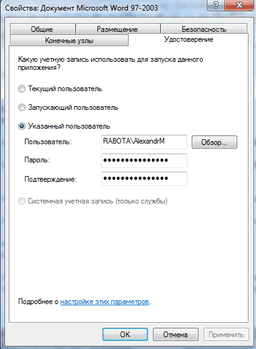 Свойства: Документ Microsoft Word 97-2003
Общие Размещение Безопасность
Конечные узлы Удостоверение
Какую учетную запись использовать для запуска данного
приложения?
Текущий пользователь
Запускающий пользователь
Указанный пользователь
Пользователь: RABOTA\AlexandrM Обзор...
Пароль: •••••••••••••••
Подтверждение: •••••••••••••••
Системная учетная запись (только службы)
Подробнее о настройке этих параметров.
ОК Отмена Применить